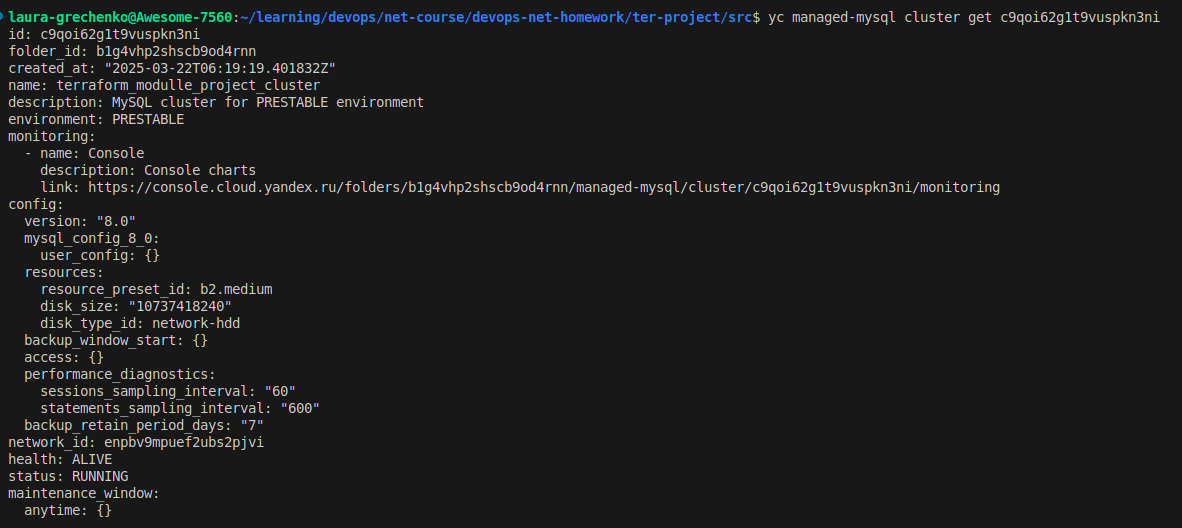 laura-grechenko@Awesome-7560:~/learning/devops/net-course/devops-net-homework/ter-project/src$ yc managed-mysql cluster get c9qoi62g1t9vuspkn3ni
id: c9qoi62g1t9vuspkn3ni
folder_id: b1g4vhp2shscb9od4rnn
created_at: "2025-03-22T06:19:19.401832Z"
name: terraform_modulle_project_cluster
description: MySQL cluster for PRESTABLE environment
environment: PRESTABLE
monitoring:
  - name: Console
    description: Console charts
    link: https://console.cloud.yandex.ru/folders/b1g4vhp2shscb9od4rnn/managed-mysql/cluster/c9qoi62g1t9vuspkn3ni/monitoring
config:
  version: "8.0"
  mysql_config_8_0:
    user_config: {}
  resources:
    resource_preset_id: b2.medium
    disk_size: "10737418240"
    disk_type_id: network-hdd
  backup_window_start: {}
  access: {}
  performance_diagnostics:
    sessions_sampling_interval: "60"
    statements_sampling_interval: "600"
  backup_retain_period_days: "7"
network_id: enpbv9mpuef2ubs2pjvi
health: ALIVE
status: RUNNING
maintenance_window:
  anytime: {}